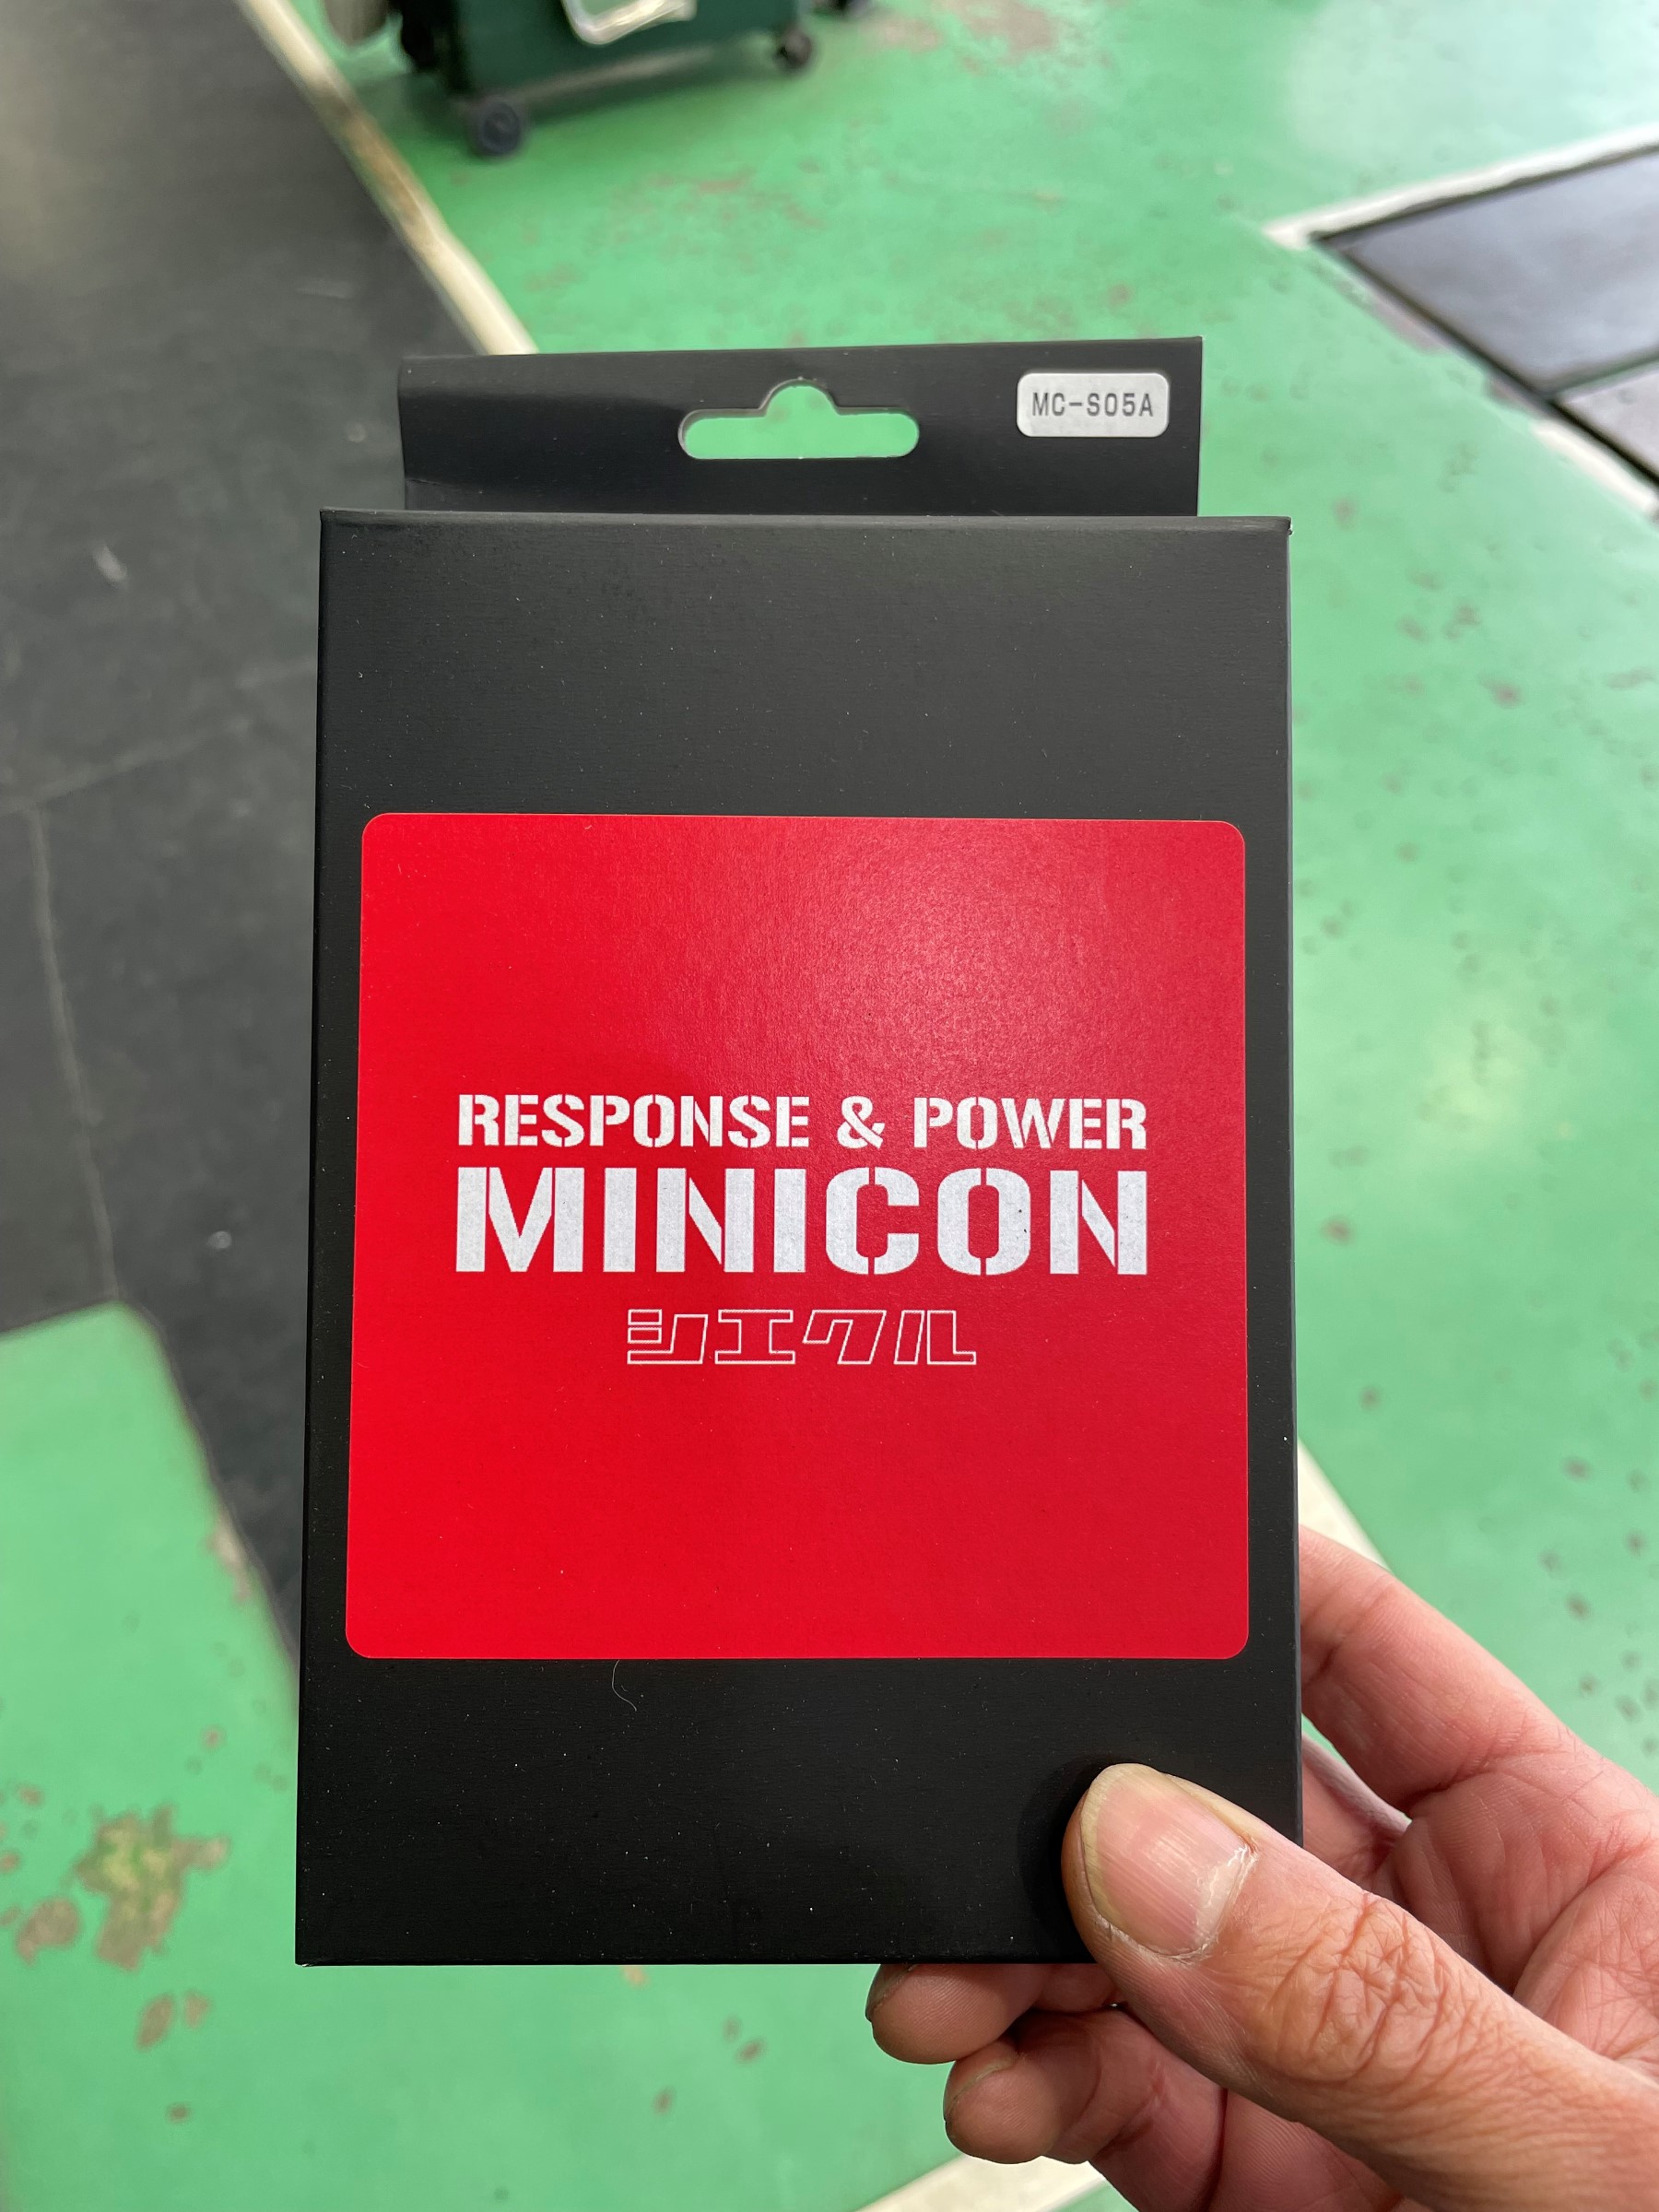 MC-S05A
RESPONSE & POWER
MINICON
シエクル